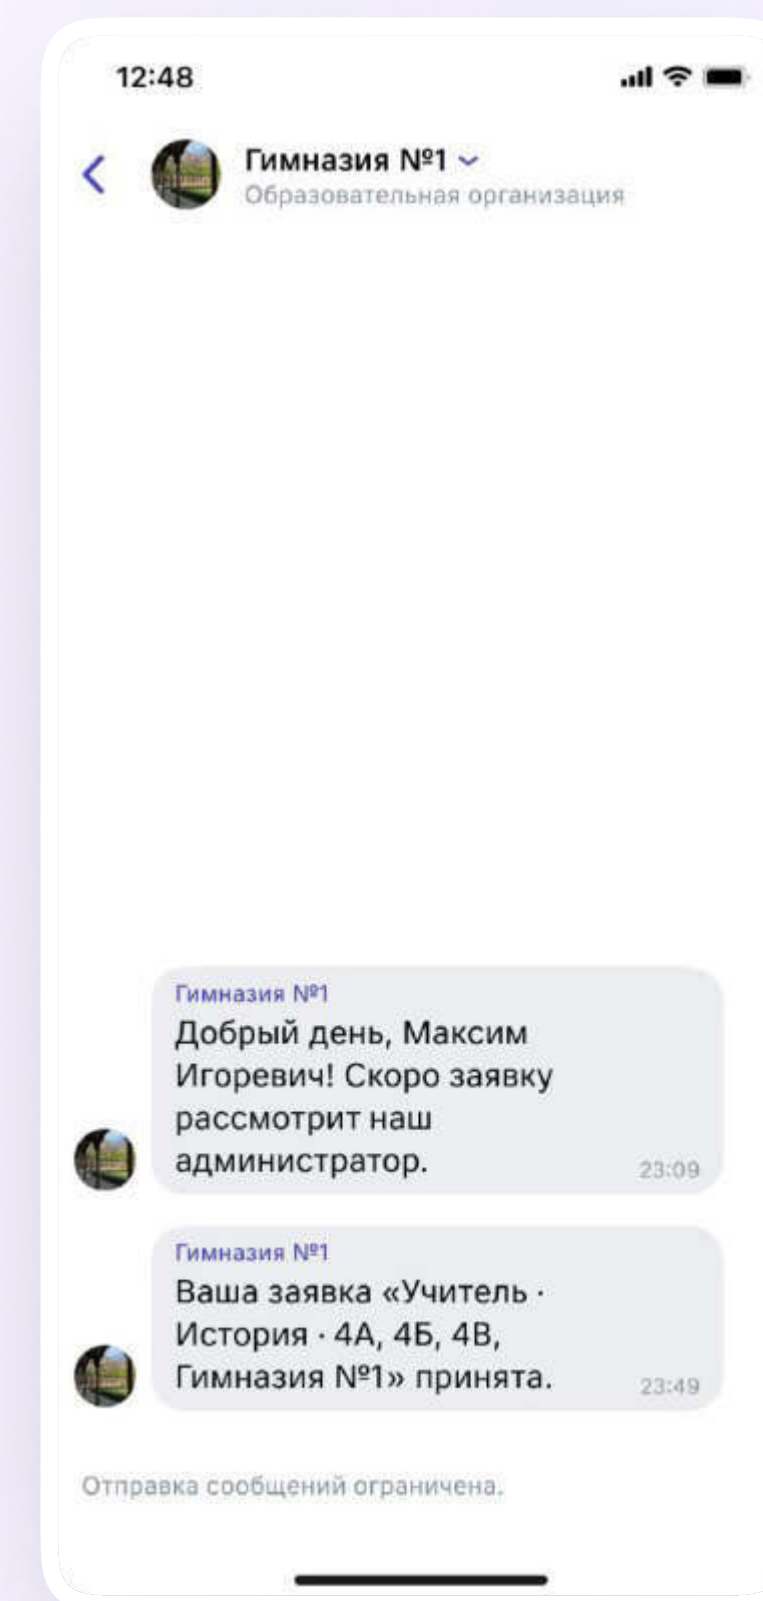 12:48
Гимназия №1
Образовательная организация
Гимназия №1
Добрый день, Максим
Игоревич! Скоро заявку
рассмотрит наш
администратор.
23:09
Гимназия №1
Ваша заявка «Учитель ·
История · 4А, 4Б, 4В,
Гимназия №1» принята.
23:49
Отправка сообщений ограничена.